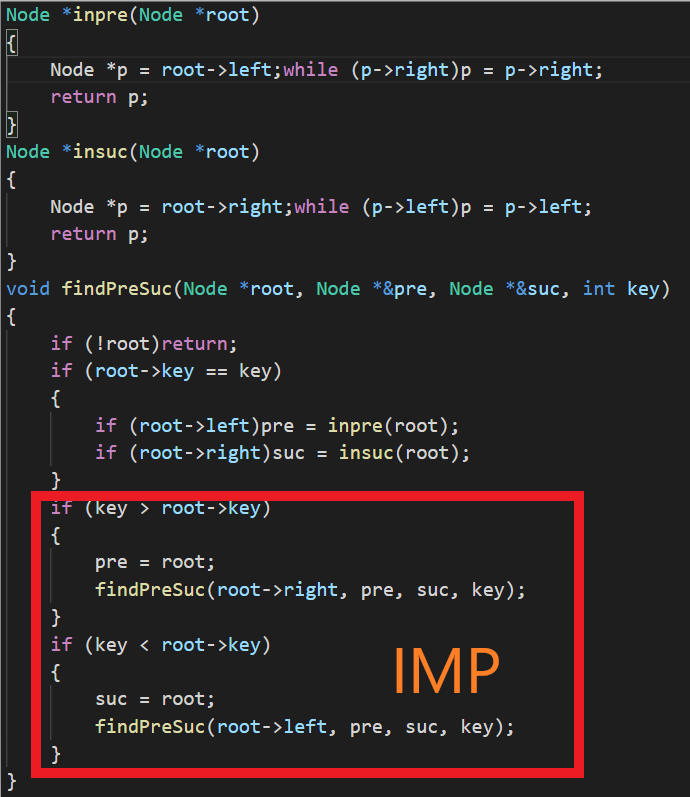 Node *inpre(Node *root)
{
    Node *p = root->left;while (p->right)p = p->right;
    return p;
}
Node *insuc(Node *root)
{
    Node *p = root->right;while (p->left)p = p->left;
    return p;
}
void findPreSuc(Node *root, Node *&pre, Node *&suc, int key)
{
    if (!root)return;
    if (root->key == key)
    {
        if (root->left)pre = inpre(root);
        if (root->right)suc = insuc(root);
    }
    if (key > root->key)
    {
        pre = root;
        findPreSuc(root->right, pre, suc, key);
    }
    if (key < root->key)
    {
        suc = root;
        findPreSuc(root->left, pre, suc, key);
    }
}
IMP